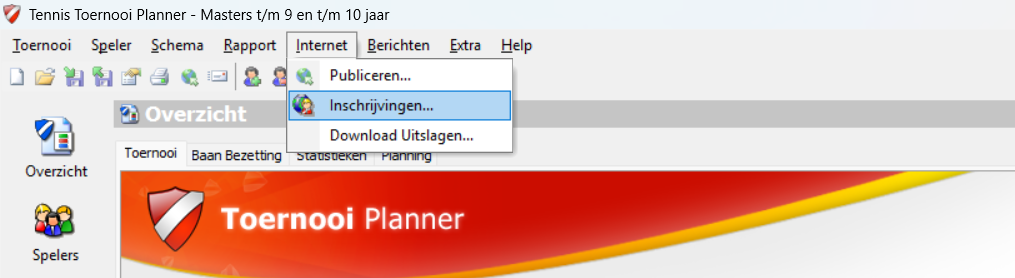 Tennis Toernooi Planner - Masters t/m 9 en t/m 10 jaar
Toernooi Speler Schema Rapport Internet Berichten Extra Help
Publiceren...
Inschrijvingen...
Download Uitslagen...
Overzicht
Toernooi Baan Bezetting Statistieken Planning
Overzicht
Toernooi Planner
Spelers